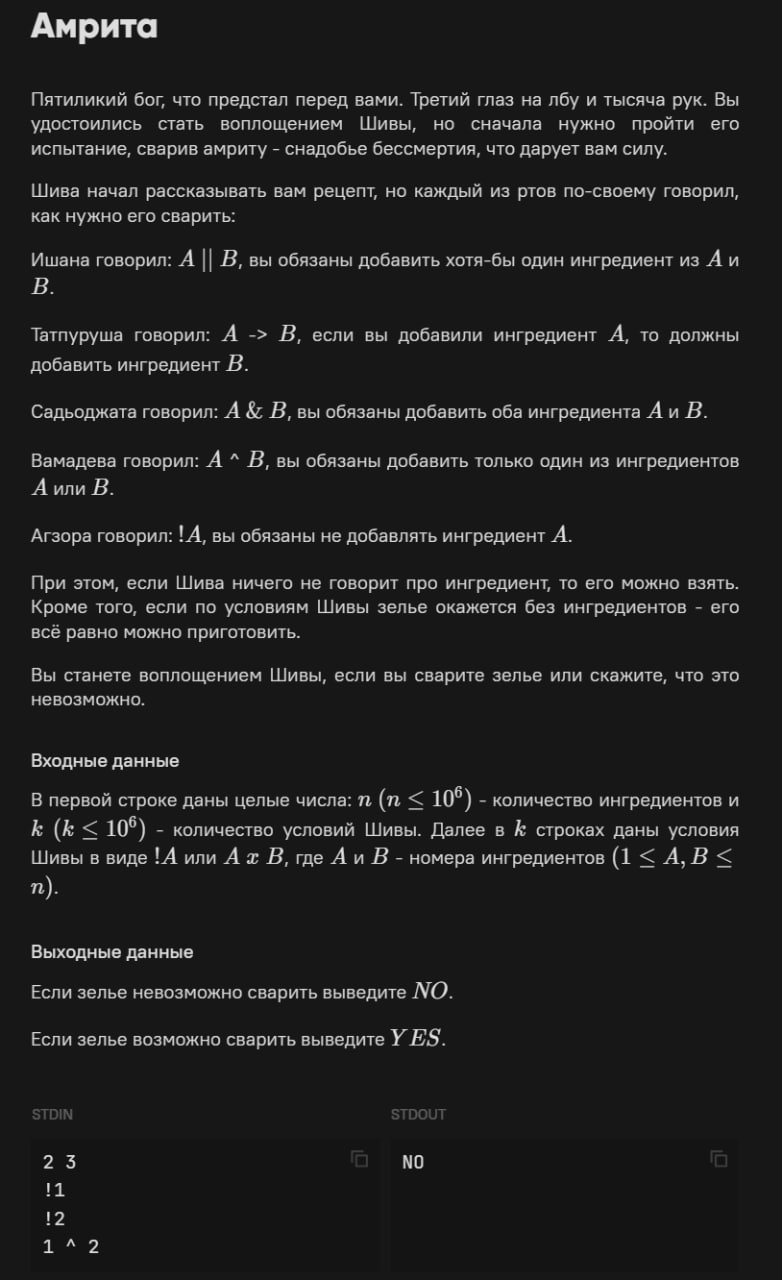 Амрита
Пятиликий бог, что предстал перед вами. Третий глаз на лбу и тысяча рук. Вы
удостоились стать воплощением Шивы, но сначала нужно пройти его
испытание, сварив амриту - снадобье бессмертия, что дарует вам силу.
Шива начал рассказывать вам рецепт, но каждый из ртов по-своему говорил,
как нужно его сварить:
Ишана говорил: A || B, вы обязаны добавить хотя-бы один ингредиент из A и
B.
Татпуруша говорил: A -> B, если вы добавили ингредиент A, то должны
добавить ингредиент B.
Садьоджата говорил: A & B, вы обязаны добавить оба ингредиента A и B.
Вамадева говорил: A ^ B, вы обязаны добавить только один из ингредиентов
A или B.
Агзора говорил: !A, вы обязаны не добавлять ингредиент A.
При этом, если Шива ничего не говорит про ингредиент, то его можно взять.
Кроме того, если по условиям Шивы зелье окажется без ингредиентов - его
всё равно можно приготовить.
Вы станете воплощением Шивы, если вы сварите зелье или скажите, что это
невозможно.
Входные данные
В первой строке даны целые числа: n (n ≤ 10⁶) - количество ингредиентов и
k (k ≤ 10⁶) - количество условий Шивы. Далее в k строках даны условия
Шивы в виде !A или A x B, где A и B - номера ингредиентов (1 ≤ A, B ≤
n).
Выходные данные
Если зелье невозможно сварить выведите NO.
Если зелье возможно сварить выведите YES.
STDIN
2 3
!1
!2
1 ^ 2
STDOUT
NO